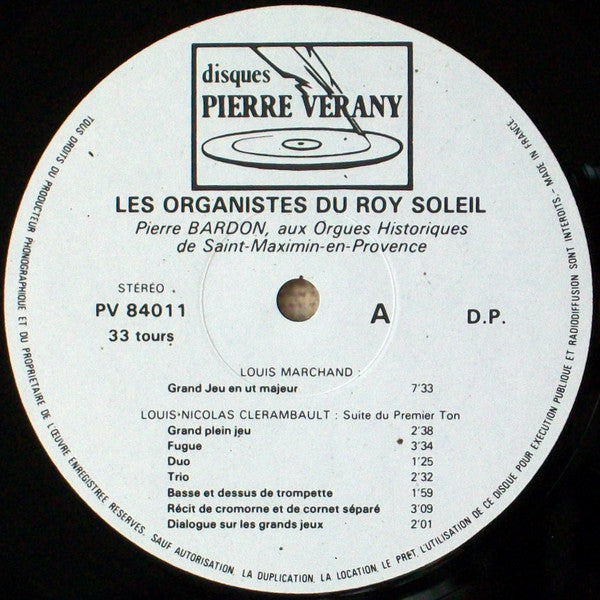 disques
PIERRE VERANY
LES ORGANISTES DU ROY SOLEIL
Pierre BARDON, aux Orgues Historiques
de Saint-Maximin-en-Provence
STÉRÉO
PV 84011
33 tours
A
D.P.
LOUIS MARCHAND :
Grand Jeu en ut majeur 7'33
LOUIS-NICOLAS CLERAMBAULT : Suite du Premier Ton
Grand plein jeu 2'38
Fugue 3'34
Duo 1'25
Trio 2'32
Basse et dessus de trompette 1'59
Récit de cromorne et de cornet séparé 3'09
Dialogue sur les grands jeux 2'01
TOUS DROITS DU PRODUCTEUR PHONOGRAPHIQUE ET DU PROPRIETAIRE DE L'ŒUVRE ENREGISTREE RESERVES. SAUF AUTORISATION, LA DUPLICATION, LA LOCATION, LE PRET, L'UTILISATION DE CE DISQUE POUR EXECUTION PUBLIQUE ET RADIODIFFUSION SONT INTERDITS. - MADE IN FRANCE